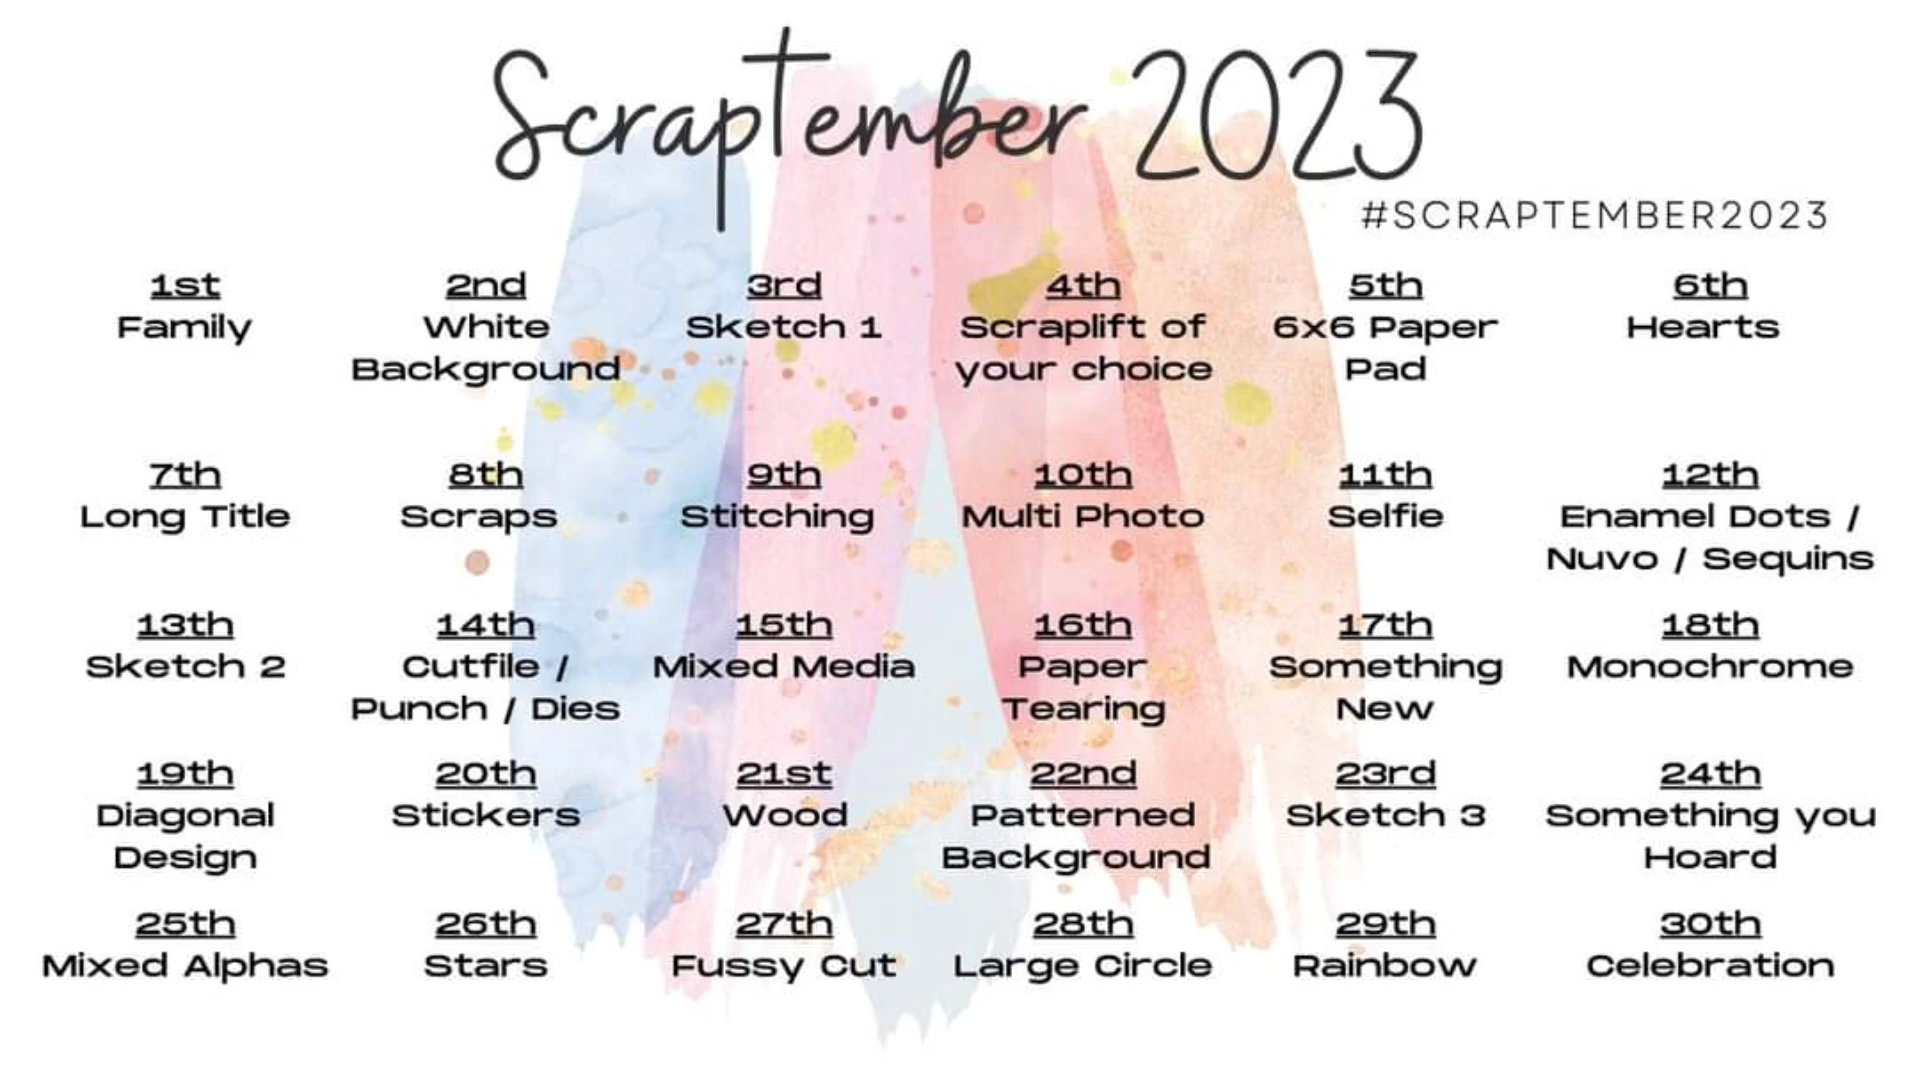 Scraptember 2023
#SCRAPTEMBER2023
1st
Family
2nd
White
Background
3rd
Sketch 1
4th
Scraplift of
your choice
5th
6x6 Paper
Pad
6th
Hearts
7th
Long Title
8th
Scraps
9th
Stitching
10th
Multi Photo
11th
Selfie
12th
Enamel Dots /
Nuvo / Sequins
13th
Sketch 2
14th
Cutfile /
Punch / Dies
15th
Mixed Media
16th
Paper
Tearing
17th
Something
New
18th
Monochrome
19th
Diagonal
Design
20th
Stickers
21st
Wood
22nd
Patterned
Background
23rd
Sketch 3
24th
Something you
Hoard
25th
Mixed Alphas
26th
Stars
27th
Fussy Cut
28th
Large Circle
29th
Rainbow
30th
Celebration